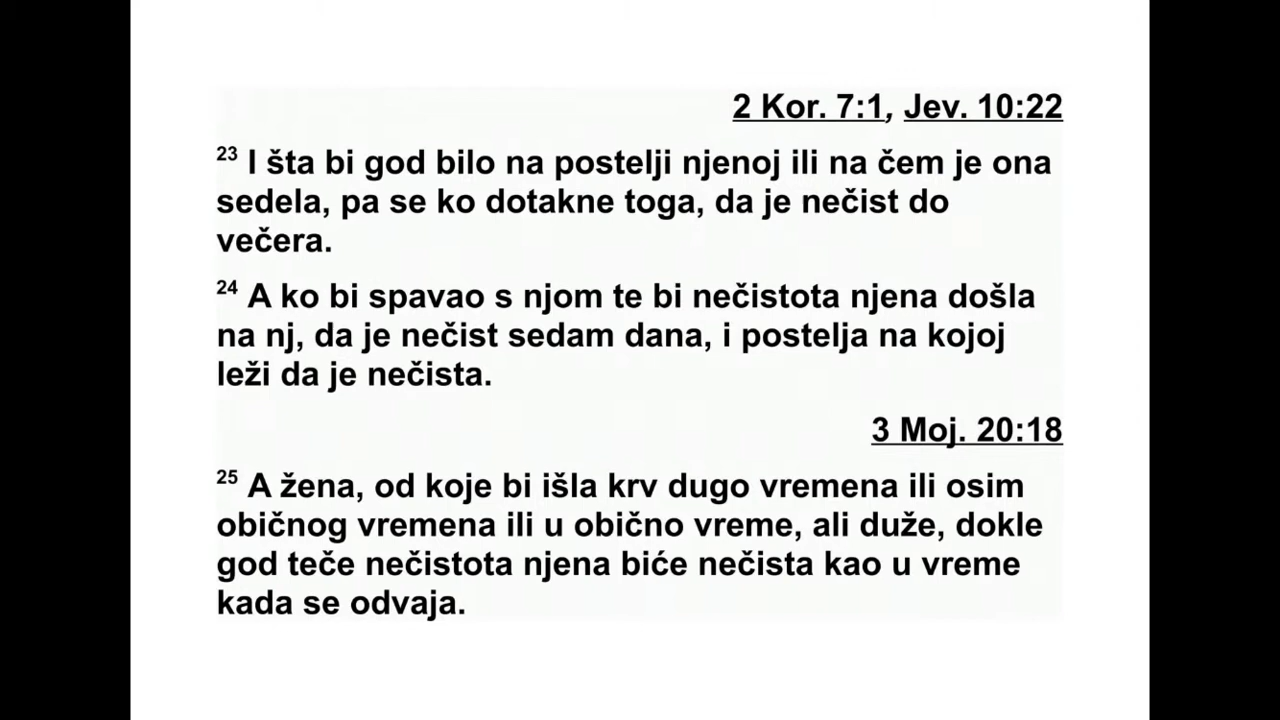 2 Kor. 7:1, Jev. 10:22
23 I šta bi god bilo na postelji njenoj ili na čem je ona
sedela, pa se ko dotakne toga, da je nečist do
večera.
24 A ko bi spavao s njom te bi nečistota njena došla
na nj, da je nečist sedam dana, i postelja na kojoj
leži da je nečista.
3 Moj. 20:18
25 A žena, od koje bi išla krv dugo vremena ili osim
običnog vremena ili u obično vreme, ali duže, dokle
god teče nečistota njena biće nečista kao u vreme
kada se odvaja.